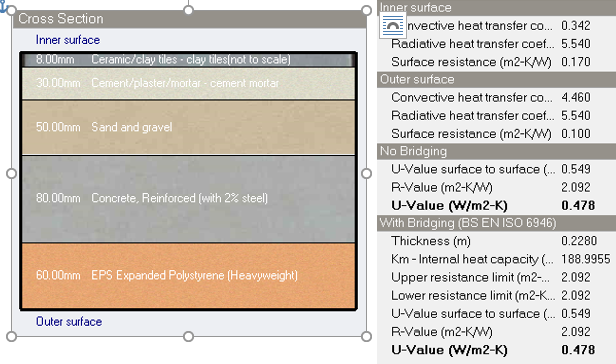 Cross Section
Inner surface
8.00mm Ceramic/clay tiles - clay tiles(not to scale)
30.00mm Cement/plaster/mortar - cement mortar
50.00mm Sand and gravel
80.00mm Concrete, Reinforced (with 2% steel)
60.00mm EPS Expanded Polystyrene (Heavyweight)
Outer surface
Inner surface
onvective heat transfer co... 0.342
Radiative heat transfer coef... 5.540
Surface resistance (m2-K/W) 0.170
Outer surface
Convective heat transfer co... 4.460
Radiative heat transfer coef... 5.540
Surface resistance (m2-K/W) 0.100
No Bridging
U-Value surface to surface (... 0.549
R-Value (m2-K/W) 2.092
U-Value (W/m2-K) 0.478
With Bridging (BS EN ISO 6946)
Thickness (m) 0.2280
Km - Internal heat capacity (... 188.9955
Upper resistance limit (m2-... 2.092
Lower resistance limit (m2-K... 2.092
U-Value surface to surface (... 0.549
R-Value (m2-K/W) 2.092
U-Value (W/m2-K) 0.478